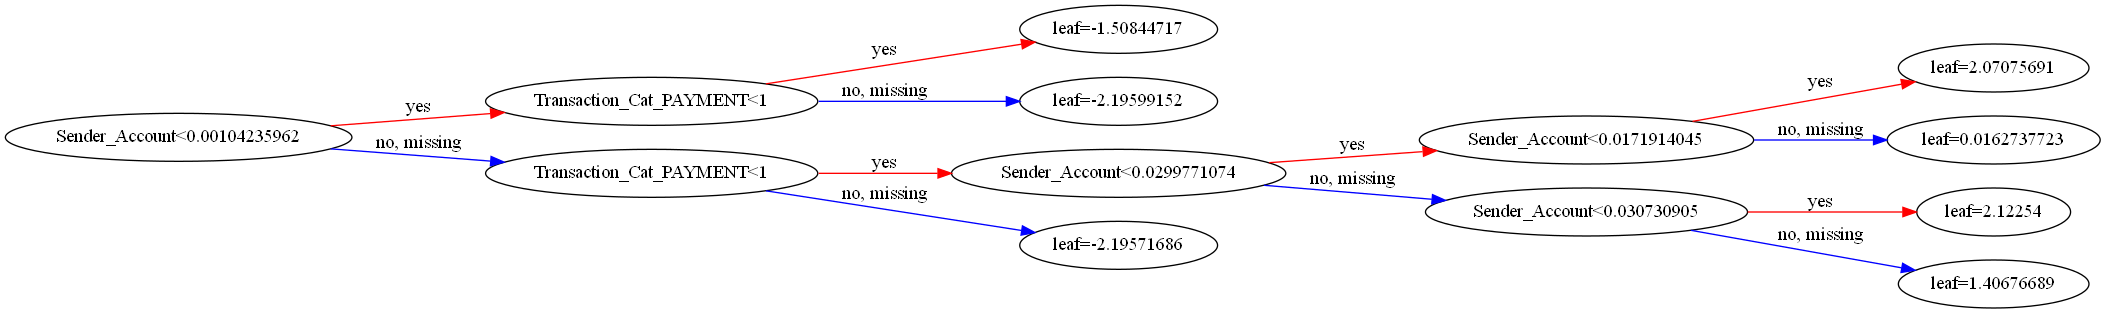 Sender_Account<0.00104235962
yes
no, missing
Transaction_Cat_PAYMENT<1
yes
no, missing
leaf=-1.50844717
leaf=-2.19599152
Transaction_Cat_PAYMENT<1
yes
no, missing
Sender_Account<0.0299771074
leaf=-2.19571686
yes
no, missing
Sender_Account<0.0171914045
yes
no, missing
leaf=2.07075691
leaf=0.0162737723
Sender_Account<0.030730905
yes
no, missing
leaf=2.12254
leaf=1.40676689